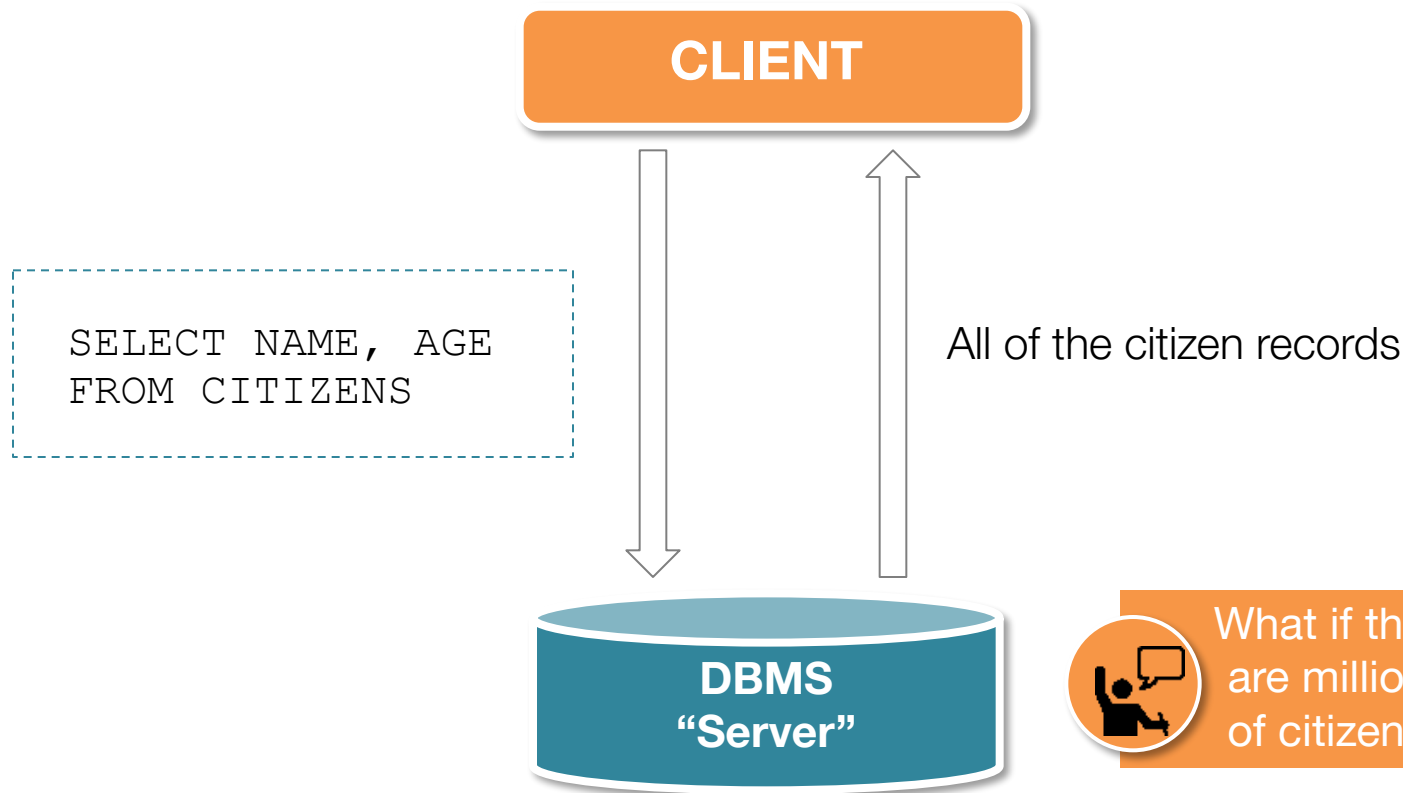 CLIENT
SELECT NAME, AGE
FROM CITIZENS
All of the citizen records
DBMS
“Server”
What if th
are millio
of citizen